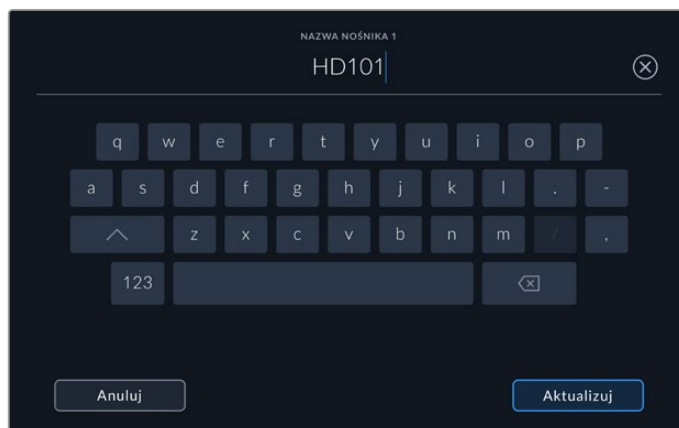 NAZWA NOŚNIKA 1
HD101
q w e r t y u i o p
a s d f g h j k l . -
z x c v b n m / ,
123
Anuluj Aktualizuj